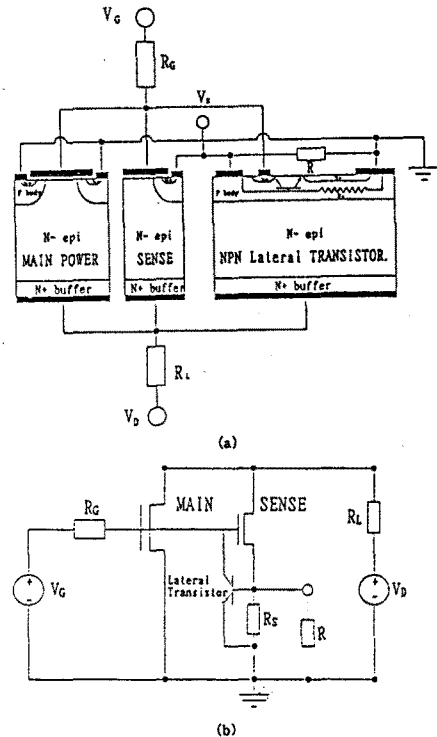 V_G
R_G
V_s
R
P body
N- epi
MAIN POWER
N+ buffer
N- epi
SENSE
N+ buffer
P body
N- epi
NPN Lateral TRANSISTOR.
N+ buffer
R_L
V_D
(a)
R_G
MAIN
SENSE
R_L
V_G
Lateral
Transistor
R_S
R
V_D
(b)